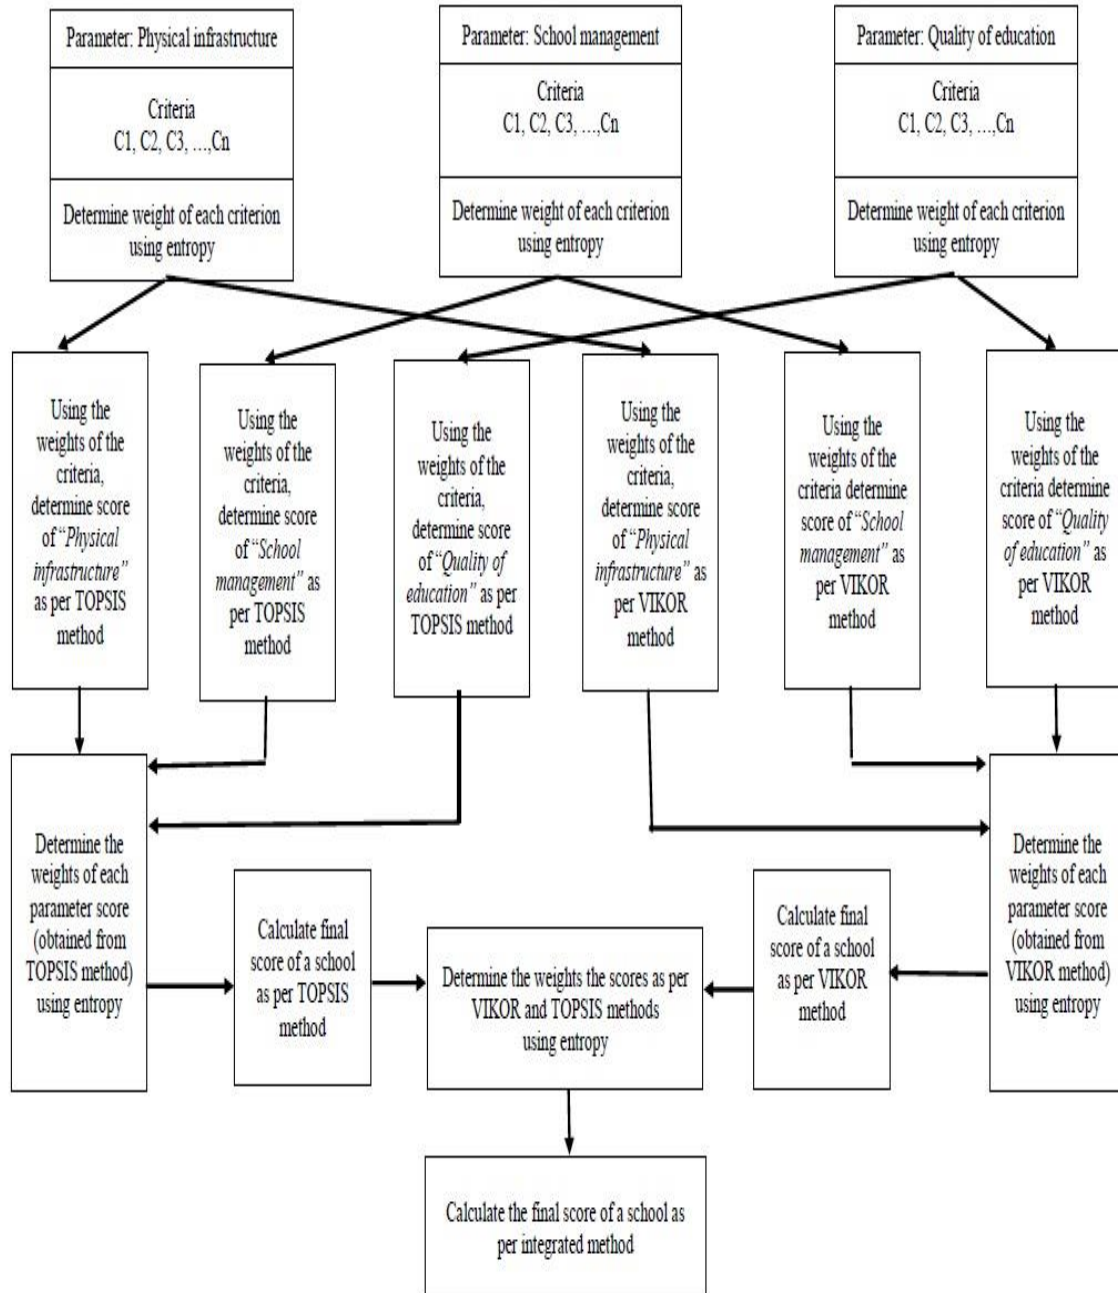 Parameter: Physical infrastructure
Criteria
C1, C2, C3, …,Cn
Determine weight of each criterion
using entropy
Parameter: School management
Criteria
C1, C2, C3, …,Cn
Determine weight of each criterion
using entropy
Parameter: Quality of education
Criteria
C1, C2, C3, …,Cn
Determine weight of each criterion
using entropy
Using the
weights of the
criteria,
determine score
of “Physical
infrastructure”
as per TOPSIS
method
Using the
weights of the
criteria,
determine score
of “School
management” as
per TOPSIS
method
Using the
weights of the
criteria,
determine score
of “Quality of
education” as per
TOPSIS method
Using the
weights of the
criteria,
determine score
of “Physical
infrastructure” as
per VIKOR
method
Using the
weights of the
criteria determine
score of “School
management” as
per VIKOR
method
Using the
weights of the
criteria determine
score of “Quality
of education” as
per VIKOR
method
Determine the
weights of each
parameter score
(obtained from
TOPSIS method)
using entropy
Calculate final
score of a school
as per TOPSIS
method
Determine the weights the scores as per
VIKOR and TOPSIS methods
using entropy
Calculate final
score of a school
as per VIKOR
method
Determine the
weights of each
parameter score
(obtained from
VIKOR method)
using entropy
Calculate the final score of a school as
per integrated method